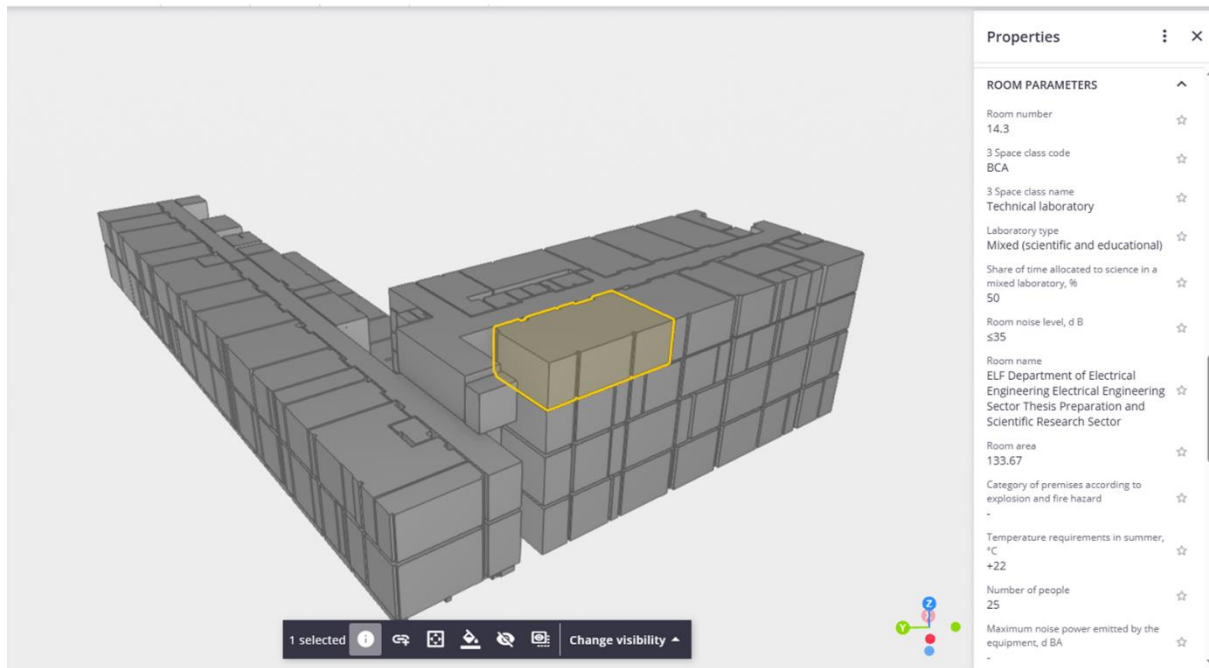 Properties
ROOM PARAMETERS
Room number
14.3
3 Space class code
BCA
3 Space class name
Technical laboratory
Laboratory type
Mixed (scientific and educational)
Share of time allocated to science in a
mixed laboratory, %
50
Room noise level, d B
≤35
Room name
ELF Department of Electrical
Engineering Electrical Engineering
Sector Thesis Preparation and
Scientific Research Sector
Room area
133.67
Category of premises according to
explosion and fire hazard
-
Temperature requirements in summer,
°C
+22
Number of people
25
Maximum noise power emitted by the
equipment, d BA
-
Z
Y
1 selected
Change visibility